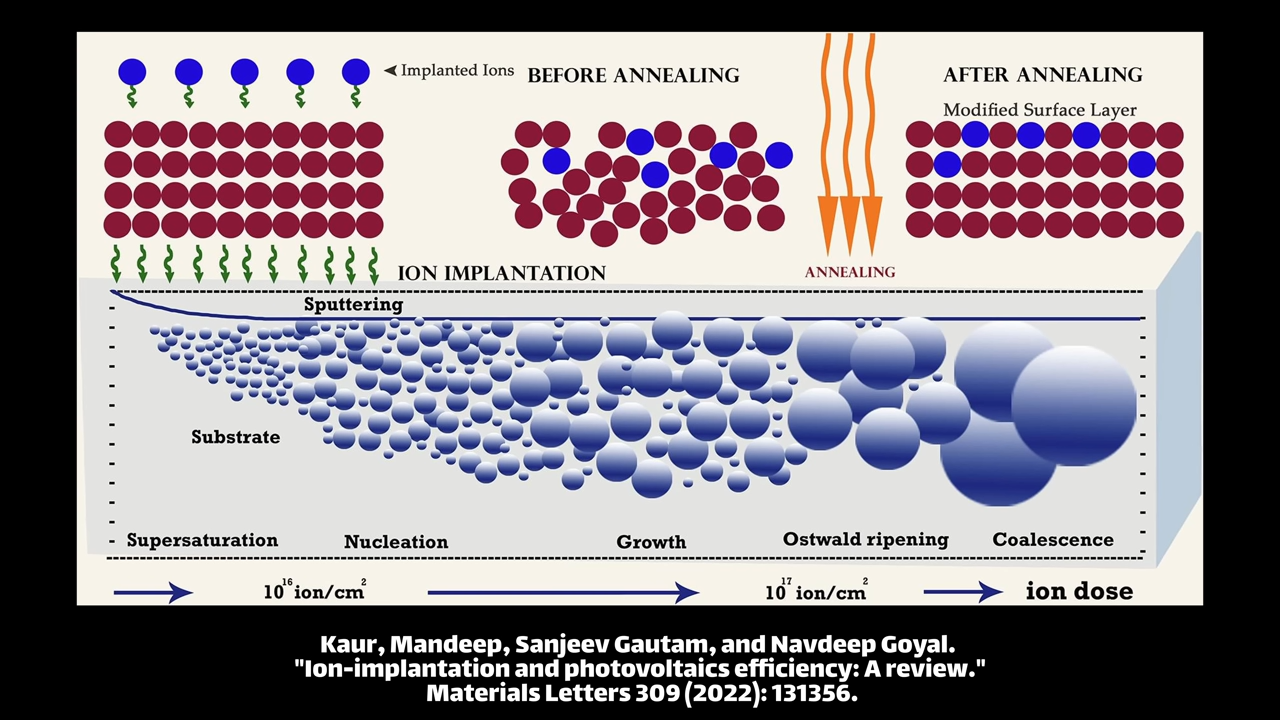 Implanted Ions
BEFORE ANNEALING
AFTER ANNEALING
Modified Surface Layer
ION IMPLANTATION
ANNEALING
Sputtering
Substrate
Supersaturation
Nucleation
Growth
Ostwald ripening
Coalescence
10¹⁶ ion/cm²
10¹⁷ ion/cm²
ion dose
Kaur, Mandeep, Sanjeev Gautam, and Navdeep Goyal.
"Ion-implantation and photovoltaics efficiency: A review."
Materials Letters 309 (2022): 131356.